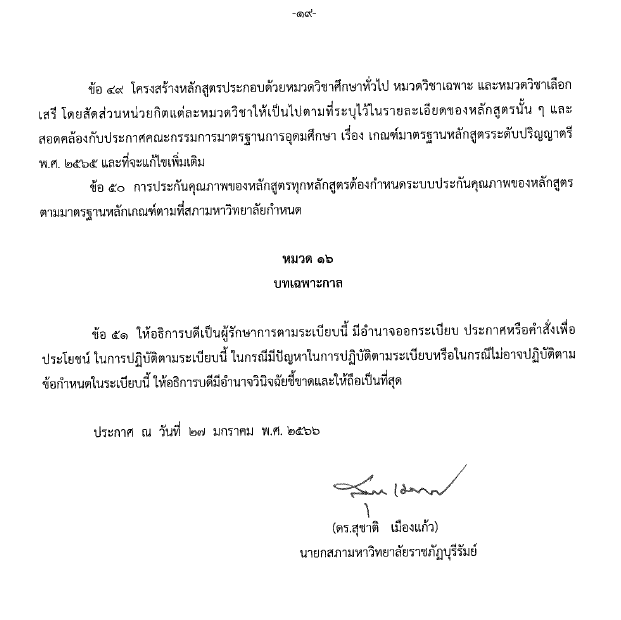 -๑๙-
ข้อ ๔๙ โครงสร้างหลักสูตรประกอบด้วยหมวดวิชาศึกษาทั่วไป หมวดวิชาเฉพาะ และหมวดวิชาเลือก
เสรี โดยสัดส่วนหน่วยกิตแต่ละหมวดวิชาให้เป็นไปตามที่ระบุไว้ในรายละเอียดของหลักสูตรนั้น ๆ และ
สอดคล้องกับประกาศคณะกรรมการมาตรฐานการอุดมศึกษา เรื่อง เกณฑ์มาตรฐานหลักสูตรระดับปริญญาตรี
พ.ศ. ๒๕๖๕ และที่จะแก้ไขเพิ่มเติม
ข้อ ๕๐ การประกันคุณภาพของหลักสูตรทุกหลักสูตรต้องกำหนดระบบประกันคุณภาพของหลักสูตร
ตามมาตรฐานหลักเกณฑ์ตามที่สภามหาวิทยาลัยกำหนด
หมวด ๑๖
บทเฉพาะกาล
ข้อ ๕๑ ให้อธิการบดีเป็นผู้รักษาการตามระเบียบนี้ มีอำนาจออกระเบียบ ประกาศหรือคำสั่งเพื่อ
ประโยชน์ ในการปฏิบัติตามระเบียบนี้ ในกรณีมีปัญหาในการปฏิบัติตามระเบียบหรือในกรณีไม่อาจปฏิบัติตาม
ข้อกำหนดในระเบียบนี้ ให้อธิการบดีมีอำนาจวินิจฉัยชี้ขาดและให้ถือเป็นที่สุด
ประกาศ ณ วันที่ ๒๗ มกราคม พ.ศ. ๒๕๖๖
(ดร.สุชาติ เมืองแก้ว)
นายกสภามหาวิทยาลัยราชภัฏบุรีรัมย์